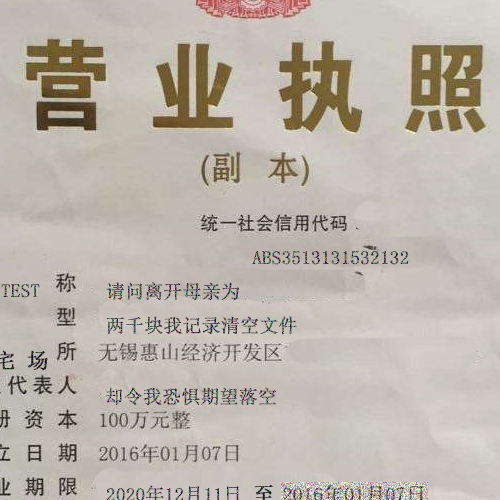 营业执照
(副 本)
统一社会信用代码
ABS3513131532132
TEST 称 请问离开母亲为
型 两千块我记录清空文件
宅 场 所 无锡惠山经济开发区
代表人 却令我恐惧期望落空
册 资 本 100万元整
立 日 期 2016年01月07日
业 期 限 2020年12月11日 至 2016年01月07日